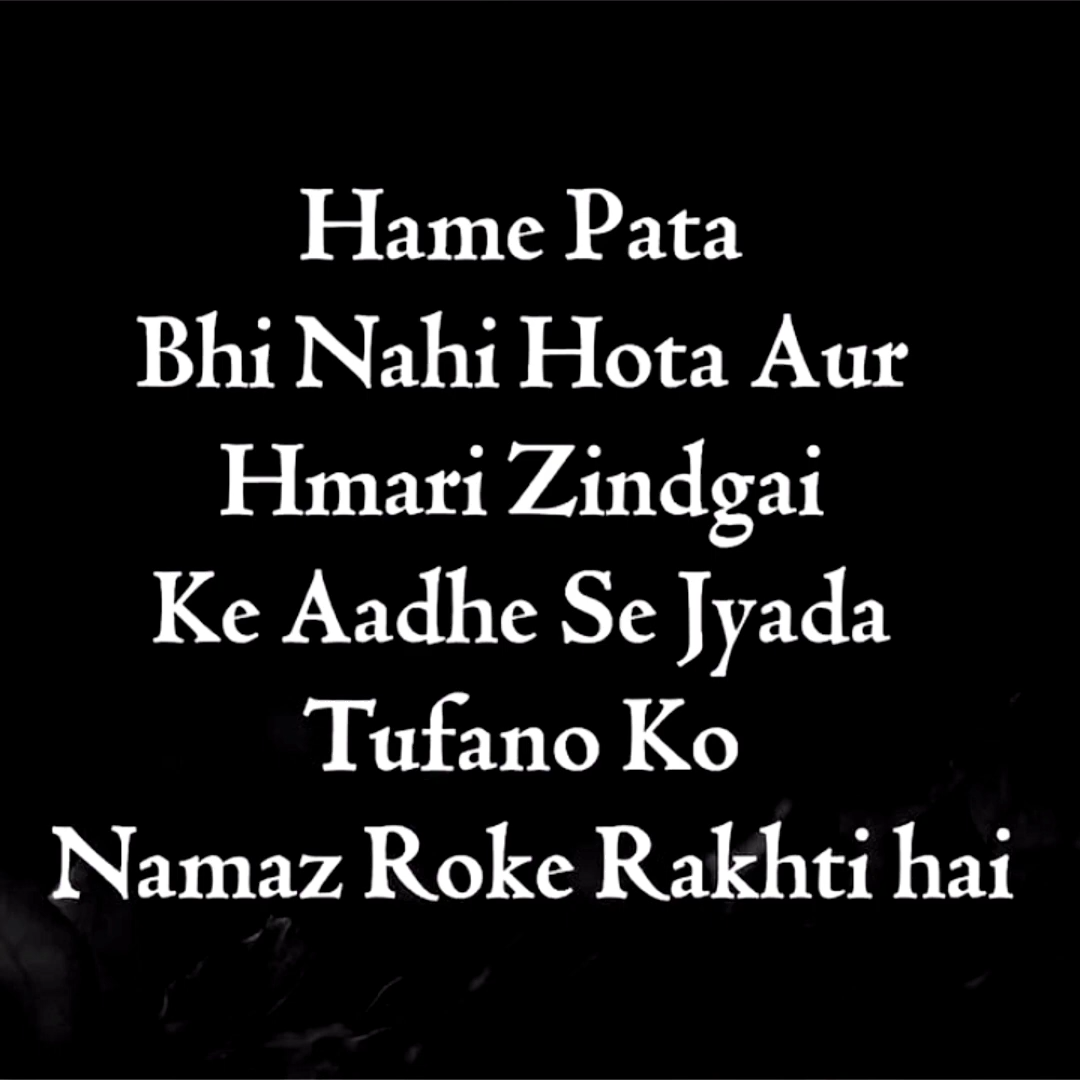 Hame Pata
Bhi Nahi Hota Aur
Hmari Zindgai
Ke Aadhe Se Jyada
Tufano Ko
Namaz Roke Rakhti hai